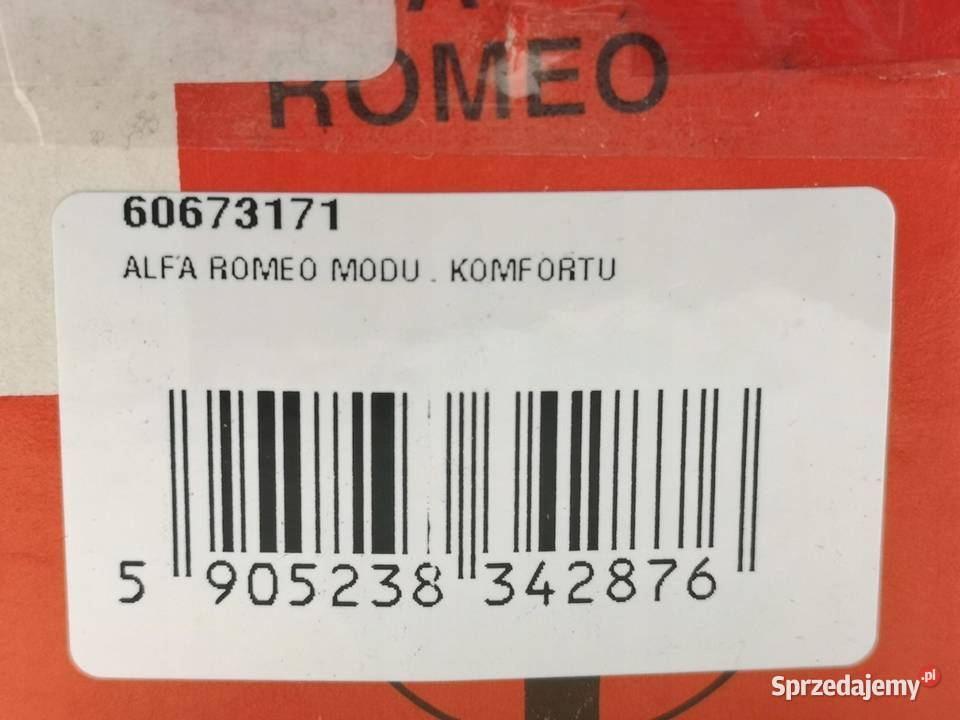 ROMEO
60673171
ALFA ROMEO MODU. KOMFORTU
5 905238 342876
Sprzedajemy.pl